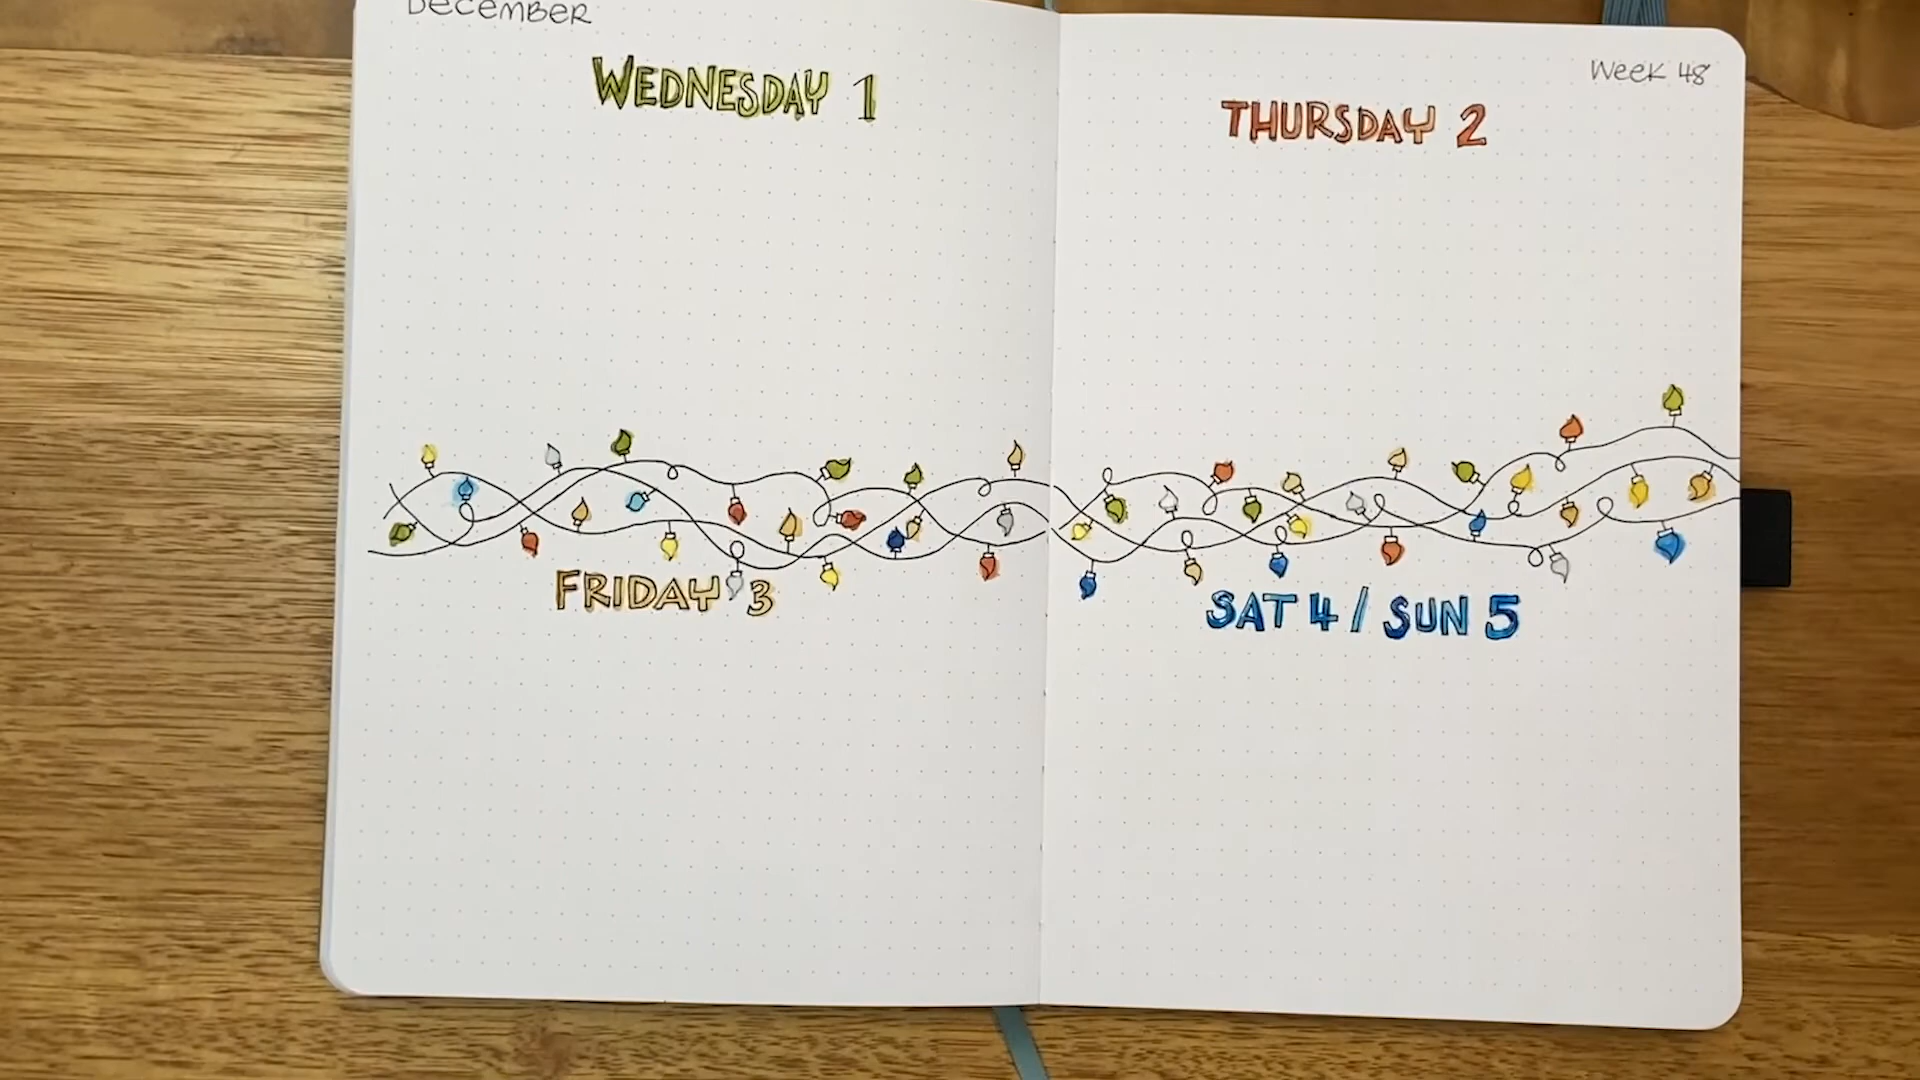 December
Week 48
WEDNESDAY 1
THURSDAY 2
FRIDAY 3
SAT 4 / SUN 5